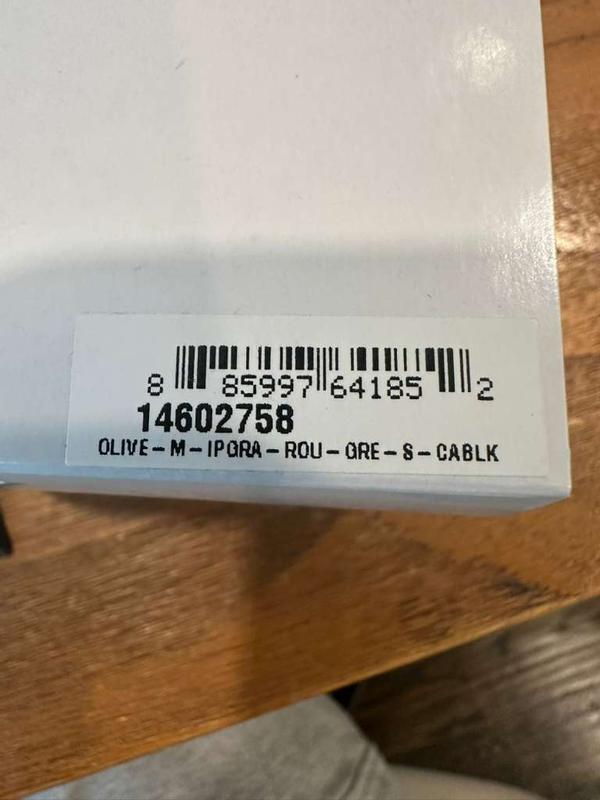 8 85997 64185 2
14602758
OLIVE-M-IPGRA-ROU-GRE-S-CABLK